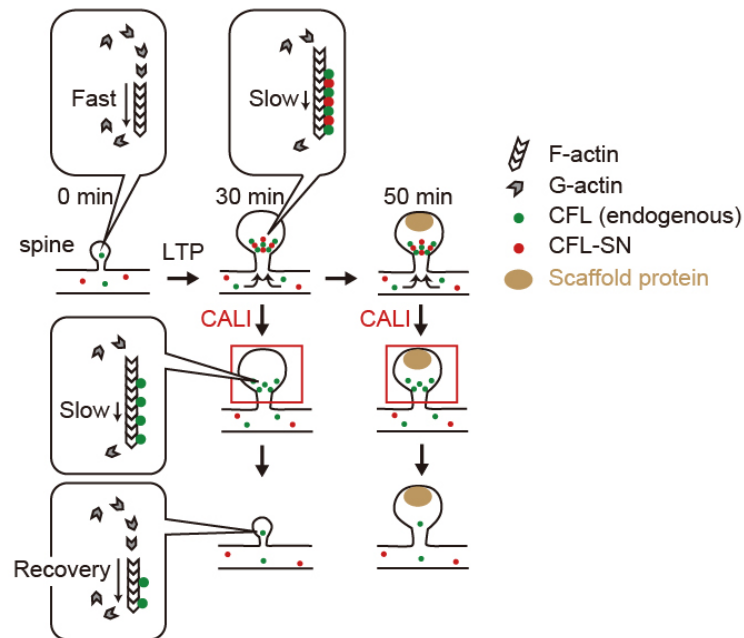 Fast
Slow
0 min
30 min
50 min
spine
LTP
F-actin
G-actin
CFL (endogenous)
CFL-SN
Scaffold protein
CALI
CALI
Slow
Recovery